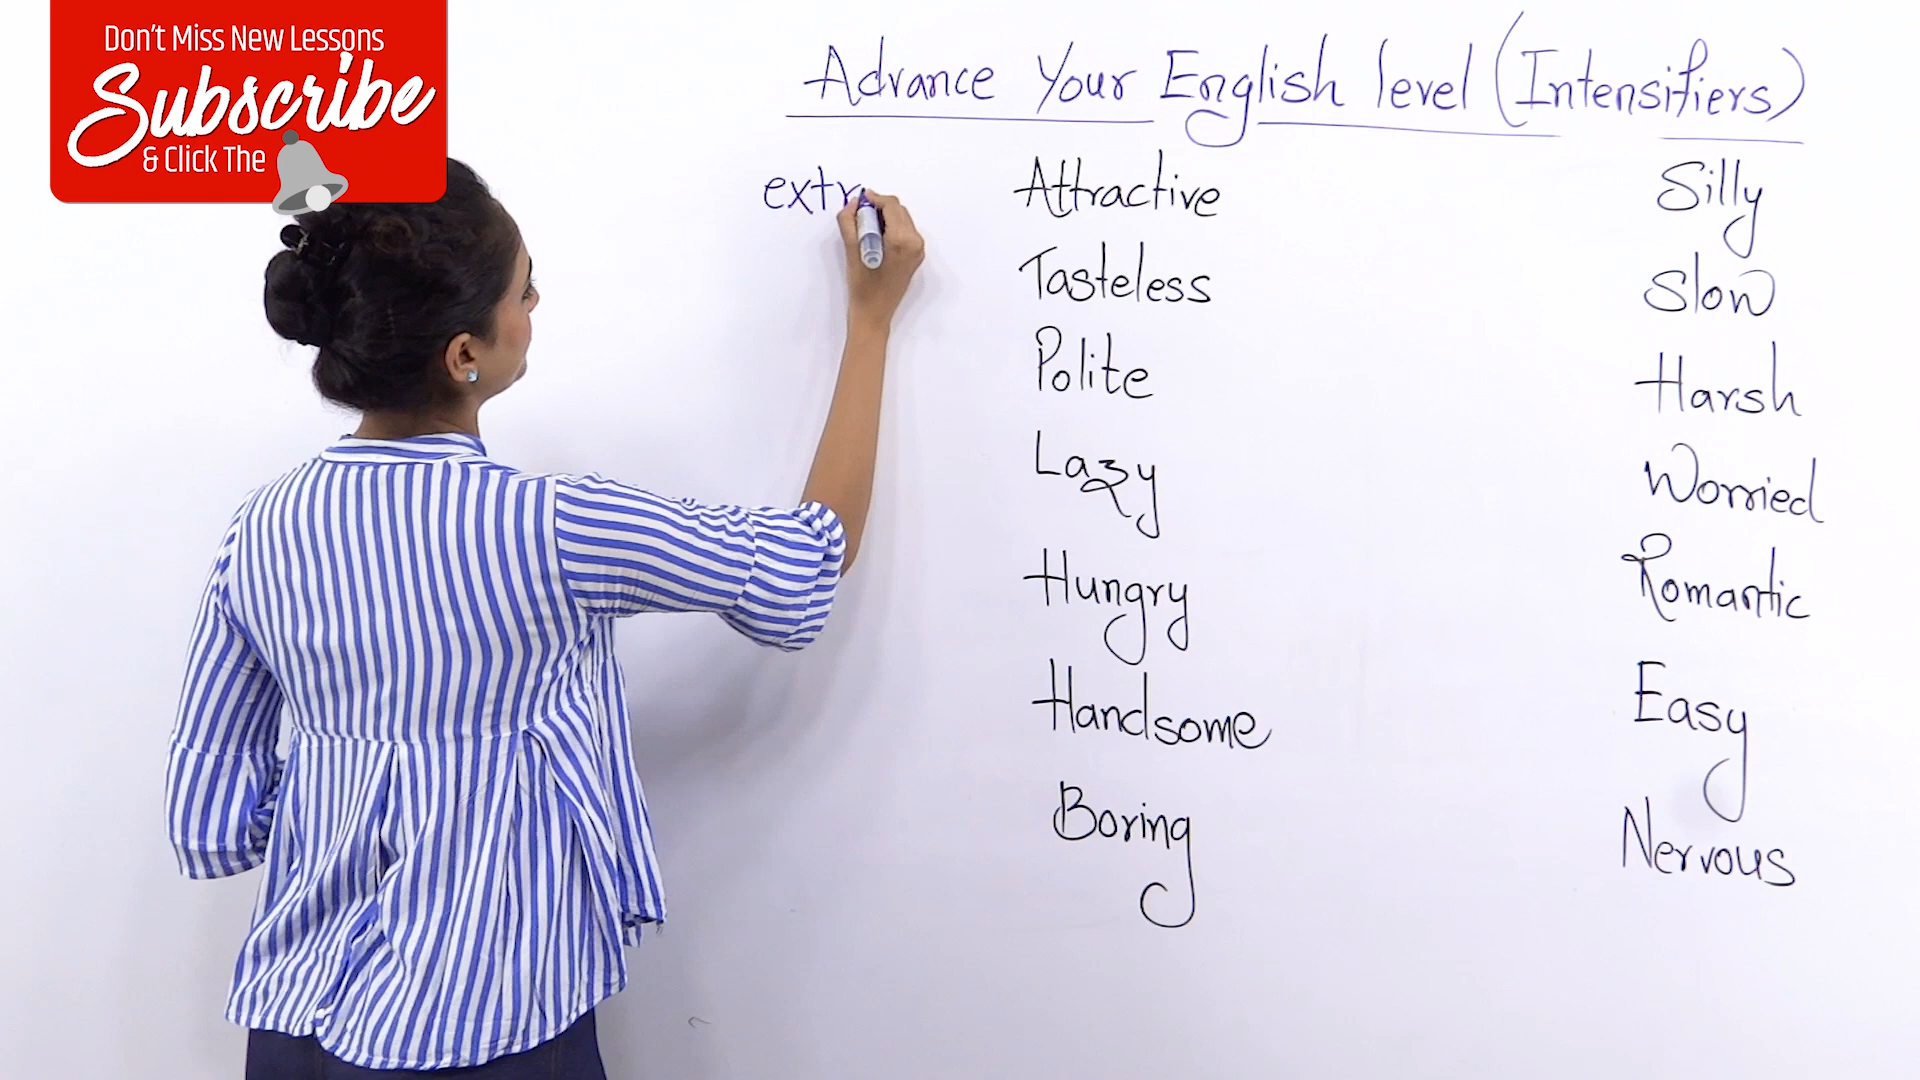 Don't Miss New Lessons
Subscribe
& Click The
Advance Your English level (Intensifiers)
extr
Attractive
Silly
Tasteless
Slow
Polite
Harsh
Lazy
Worried
Hungry
Romantic
Handsome
Easy
Boring
Nervous